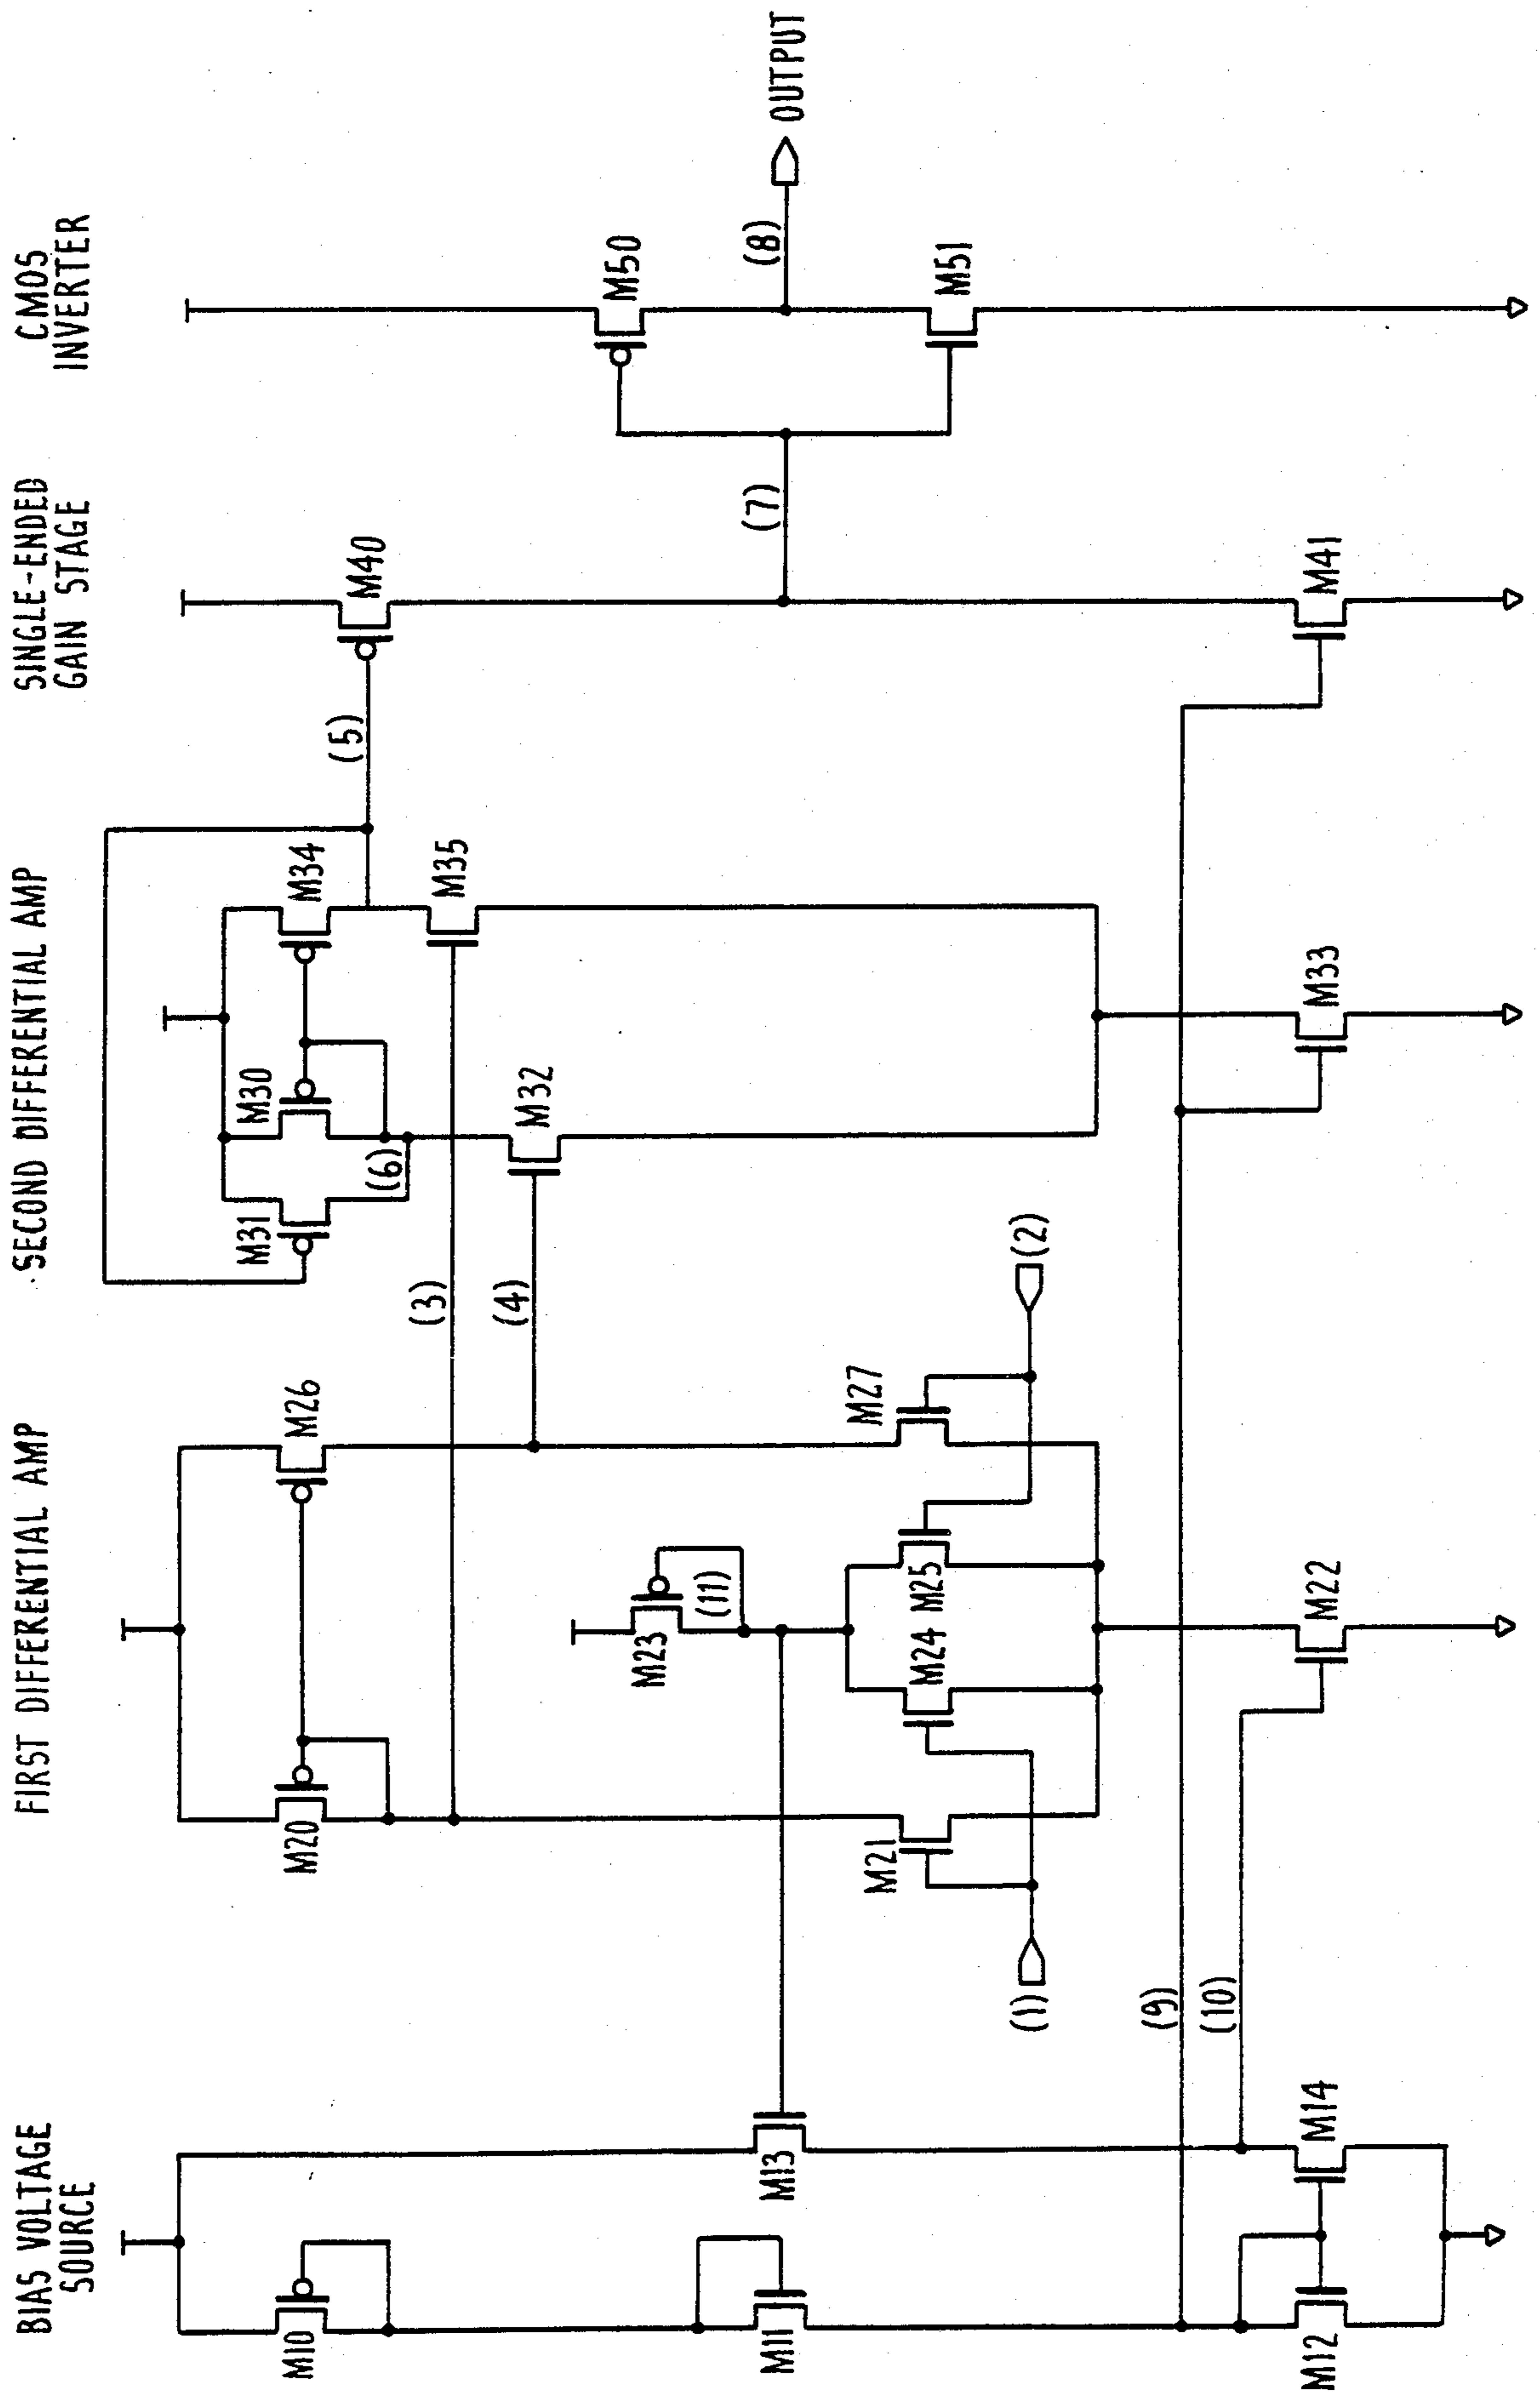 BIAS VOLTAGE
SOURCE
FIRST DIFFERENTIAL AMP
SECOND DIFFERENTIAL AMP
SINGLE-ENDED
GAIN STAGE
CMOS
INVERTER
M10
M11
M12
M13
M14
(9)
(10)
(1)
M20
M21
M22
M23
(11)
M24
M25
M26
M27
(2)
(3)
(4)
M31
M30
(6)
M32
M34
M35
M33
(5)
M40
M41
(7)
M50
M51
(8)
OUTPUT